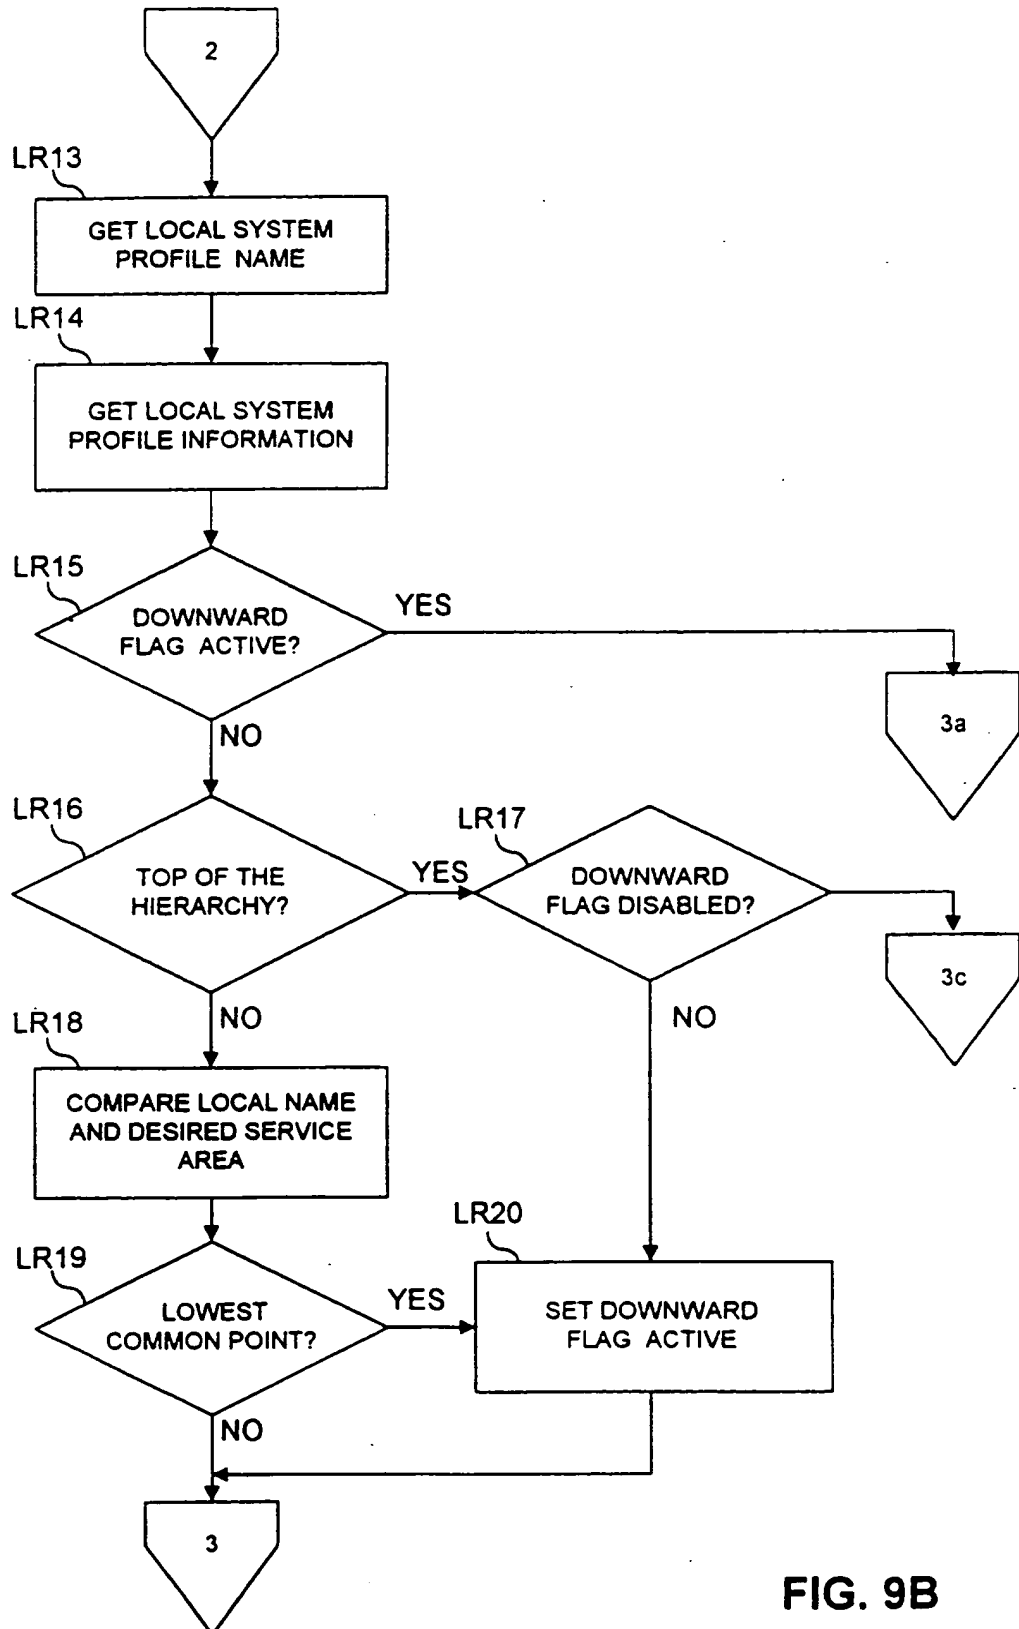 2
LR13
GET LOCAL SYSTEM
PROFILE NAME
LR14
GET LOCAL SYSTEM
PROFILE INFORMATION
LR15
DOWNWARD
FLAG ACTIVE?
YES
3a
NO
LR16
TOP OF THE
HIERARCHY?
YES
LR17
DOWNWARD
FLAG DISABLED?
3c
NO
NO
LR18
COMPARE LOCAL NAME
AND DESIRED SERVICE
AREA
LR19
LOWEST
COMMON POINT?
YES
LR20
SET DOWNWARD
FLAG ACTIVE
NO
3
FIG. 9B